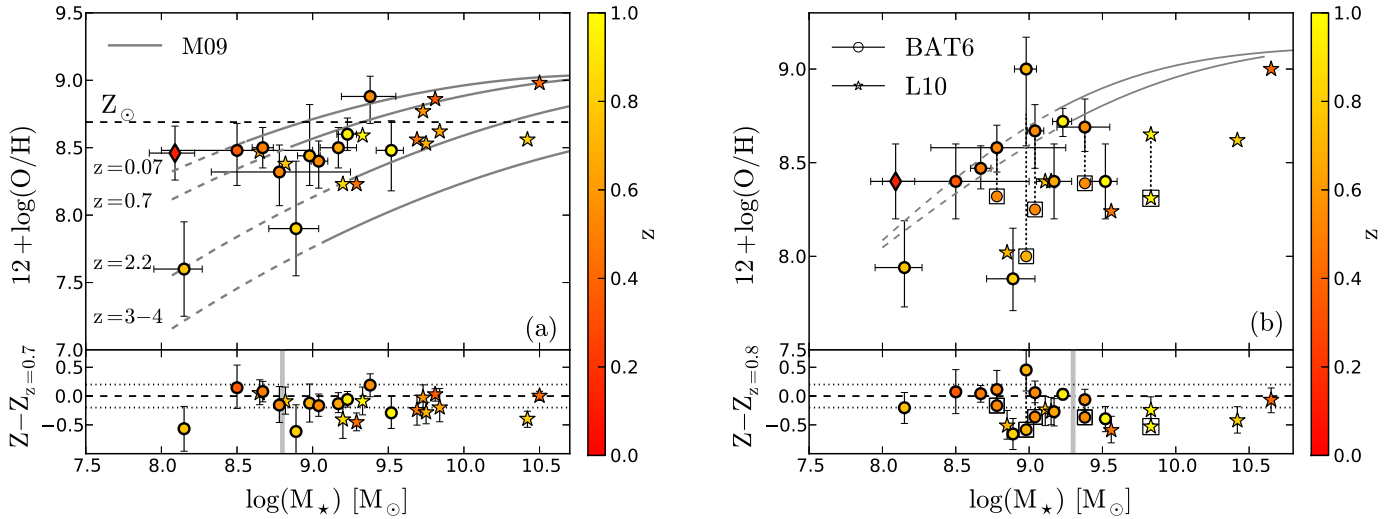 9.5
9.0
8.5
8.0
7.5
7.0
12+log(O/H)
M09
Z⊙
z=0.07
z=0.7
z=2.2
z=3−4
(a)
0.5
0.0
−0.5
Z−Z_{z=0.7}
7.5 8.0 8.5 9.0 9.5 10.0 10.5
log(M⋆) [M⊙]
1.0
0.8
0.6
0.4
0.2
0.0
z
9.0
8.5
8.0
7.5
12+log(O/H)
BAT6
L10
(b)
0.5
0.0
−0.5
Z−Z_{z=0.8}
7.5 8.0 8.5 9.0 9.5 10.0 10.5
log(M⋆) [M⊙]
1.0
0.8
0.6
0.4
0.2
0.0
z